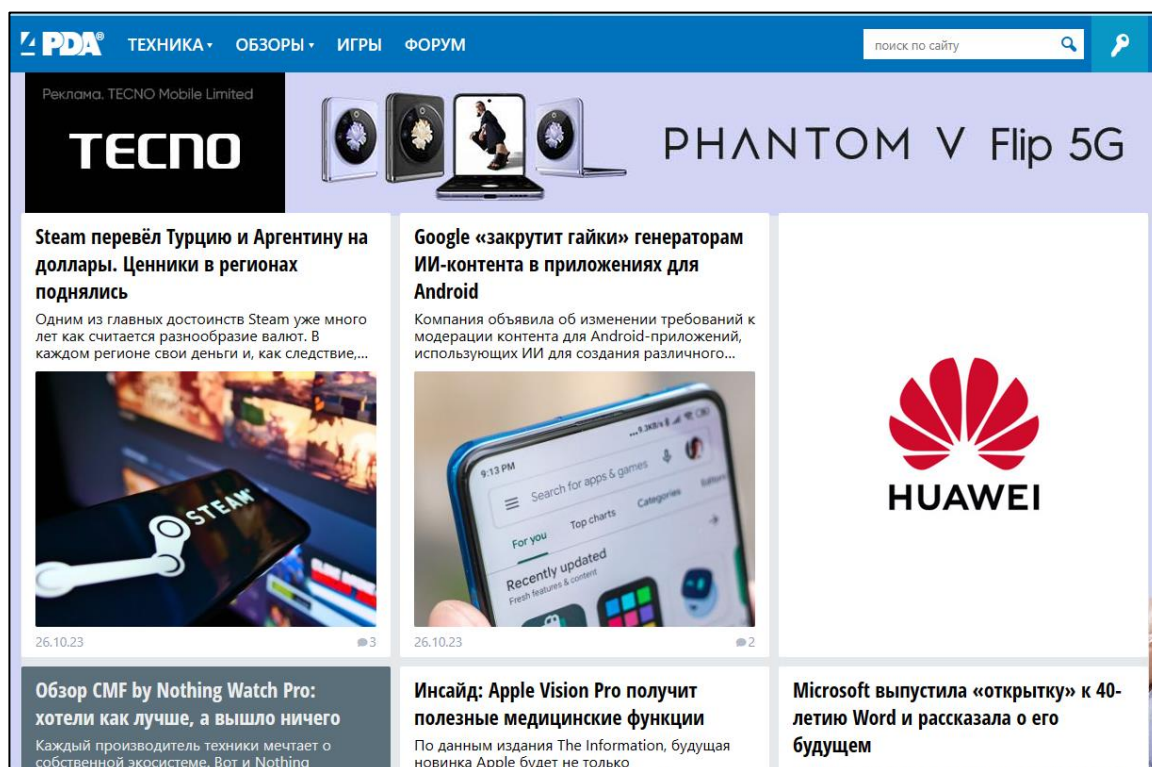 4PDA®
ТЕХНИКА
ОБЗОРЫ
ИГРЫ
ФОРУМ
поиск по сайту
Реклама. TECNO Mobile Limited
TECNO
PHANTOM V Flip 5G
Steam перевёл Турцию и Аргентину на
доллары. Ценники в регионах
поднялись
Одним из главных достоинств Steam уже много
лет как считается разнообразие валют. В
каждом регионе свои деньги и, как следствие,...
STEAM
26.10.23
3
Google «закрутит гайки» генераторам
ИИ-контента в приложениях для
Android
Компания объявила об изменении требований к
модерации контента для Android-приложений,
использующих ИИ для создания различного...
9:13 PM
Search for apps & games
For you
Top charts
Categories
Recently updated
Fresh features & content
26.10.23
2
HUAWEI
Обзор CMF by Nothing Watch Pro:
хотели как лучше, а вышло ничего
Каждый производитель техники мечтает о
собственной экосистеме. Вот и Nothing
Инсайд: Apple Vision Pro получит
полезные медицинские функции
По данным издания The Information, будущая
новинка Apple будет не только
Microsoft выпустила «открытку» к 40-
летию Word и рассказала о его
будущем